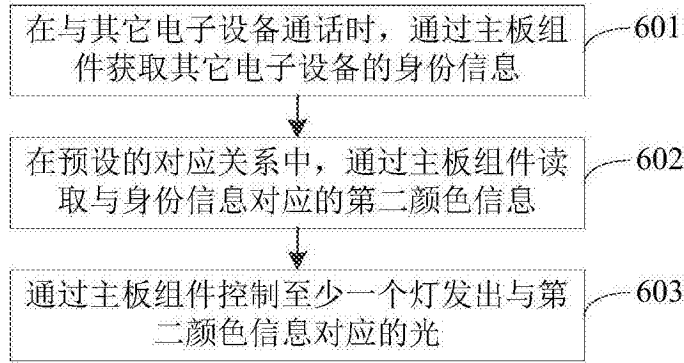 在与其它电子设备通话时，通过主板组
件获取其它电子设备的身份信息
601
在预设的对应关系中，通过主板组件读
取与身份信息对应的第二颜色信息
602
通过主板组件控制至少一个灯发出与第
二颜色信息对应的光
603